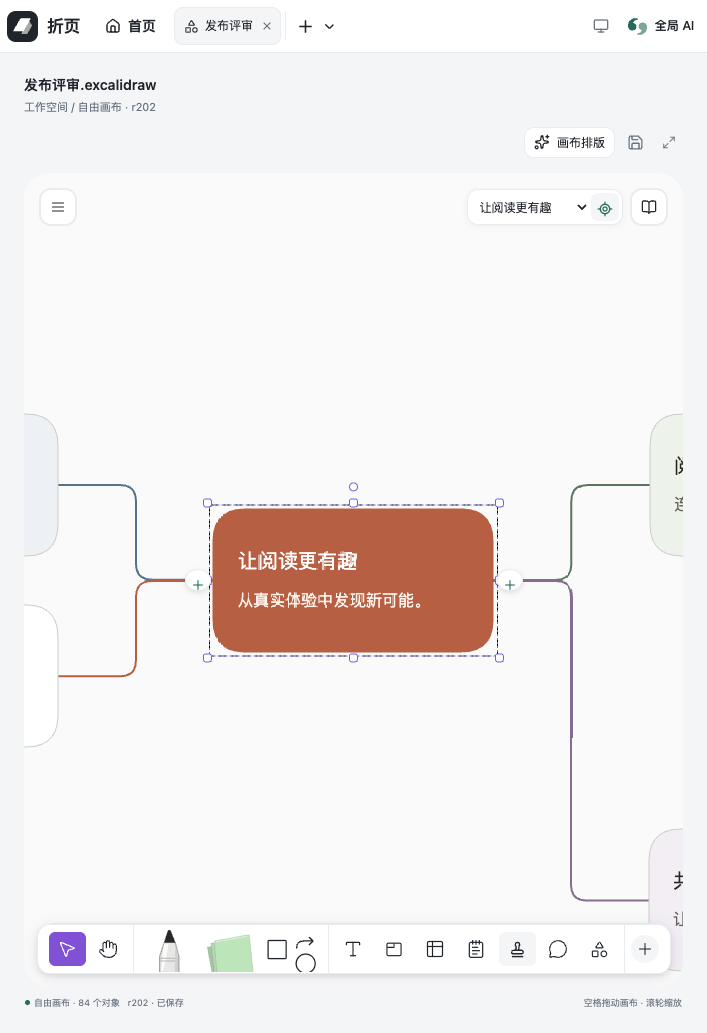 折页
首页
发布评审
全局 AI
发布评审.excalidraw
工作空间 / 自由画布 · r202
画布排版
让阅读更有趣
让阅读更有趣
从真实体验中发现新可能。
连
共
让
自由画布 · 84 个对象 r202 · 已保存
空格拖动画布 · 滚轮缩放